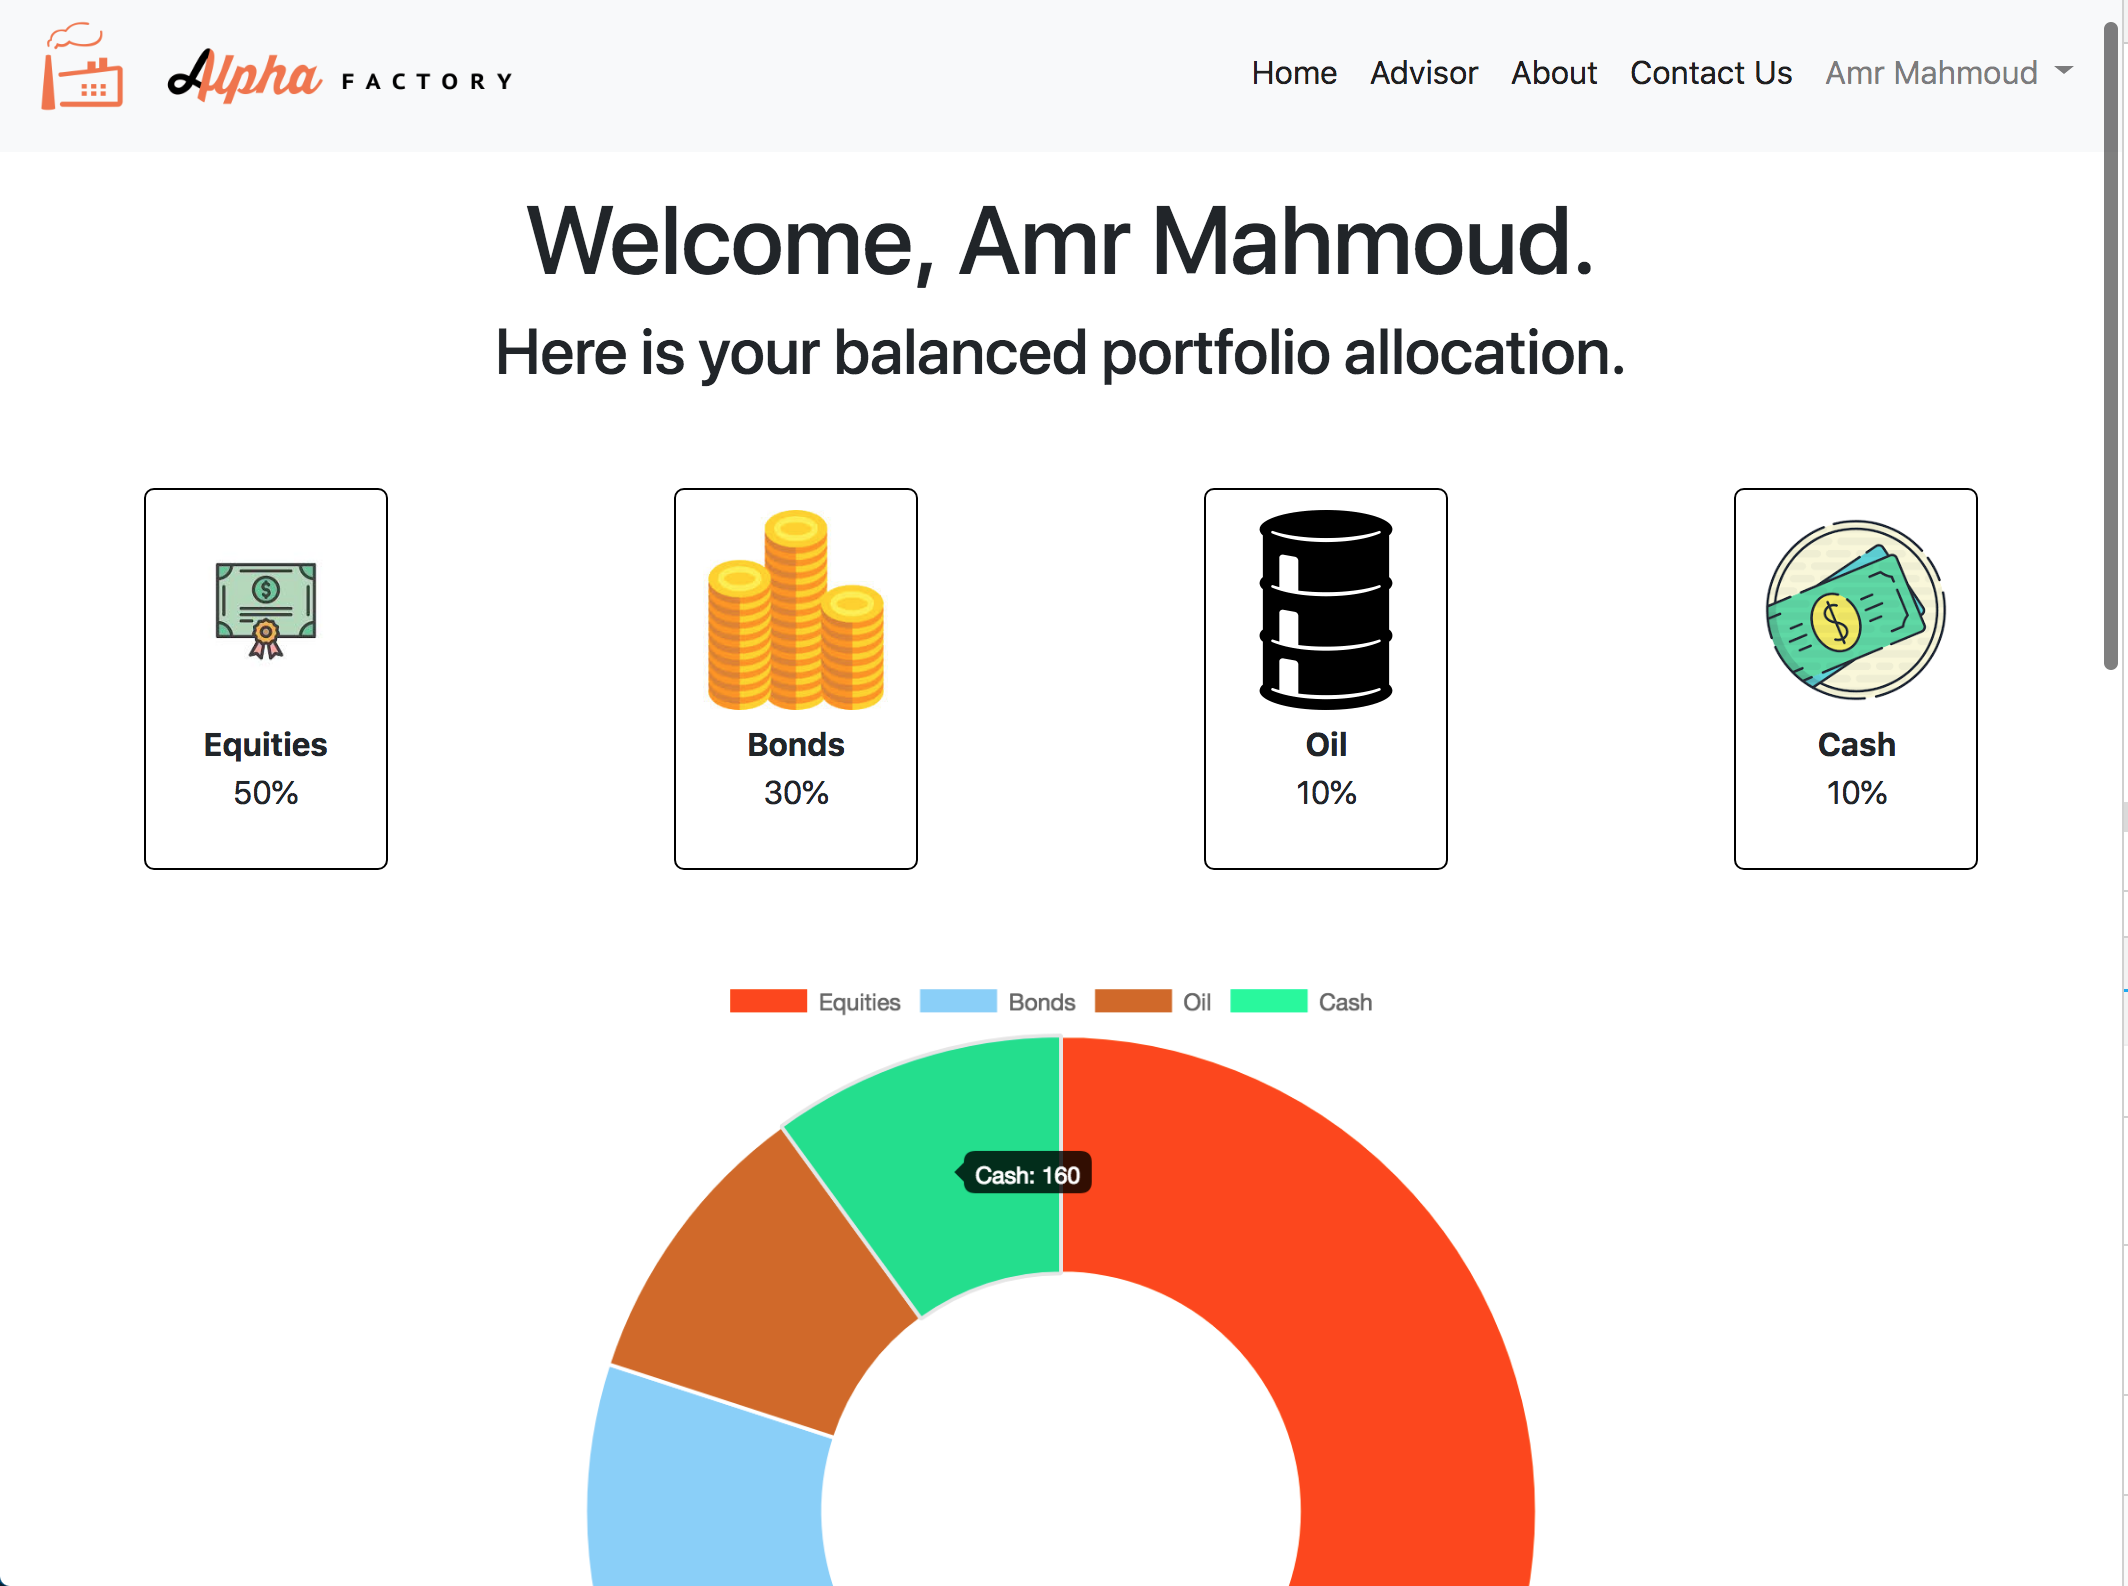 Alpha FACTORY
Home Advisor About Contact Us Amr Mahmoud
Welcome, Amr Mahmoud.
Here is your balanced portfolio allocation.
Equities
50%
Bonds
30%
Oil
10%
Cash
10%
Equities Bonds Oil Cash
Cash: 160